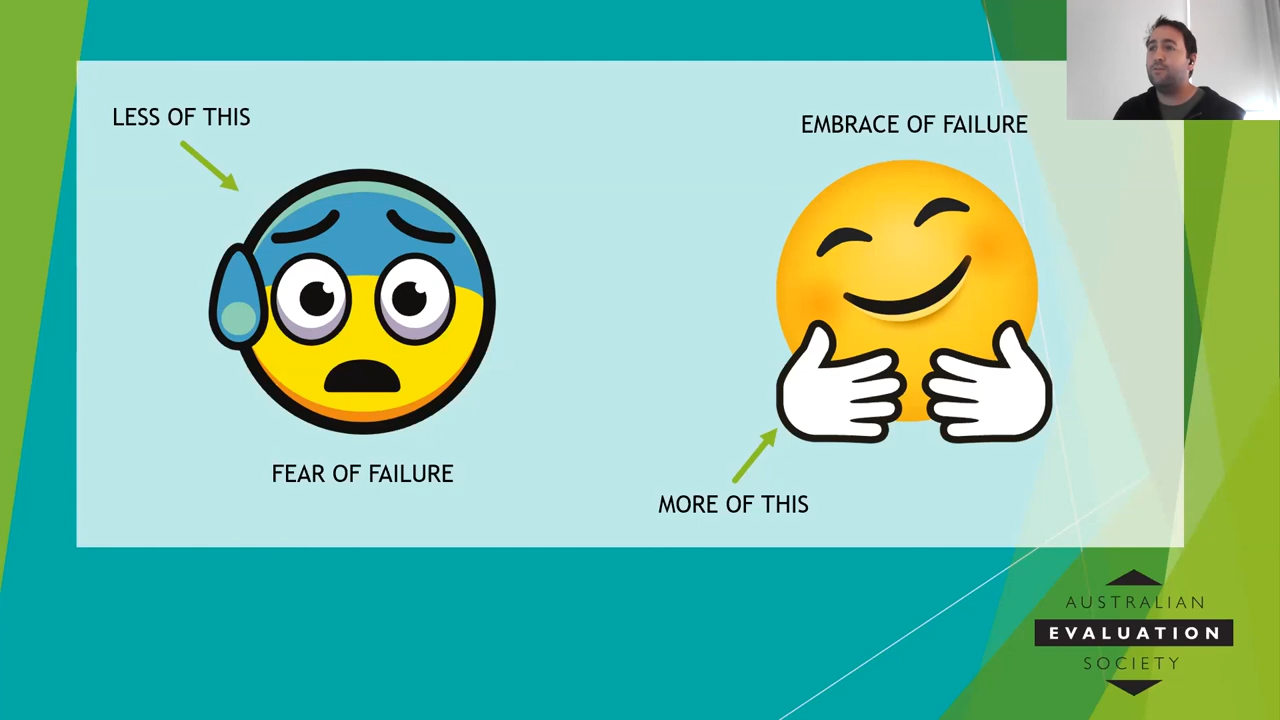 LESS OF THIS
FEAR OF FAILURE
EMBRACE OF FAILURE
MORE OF THIS
AUSTRALIAN
EVALUATION
SOCIETY